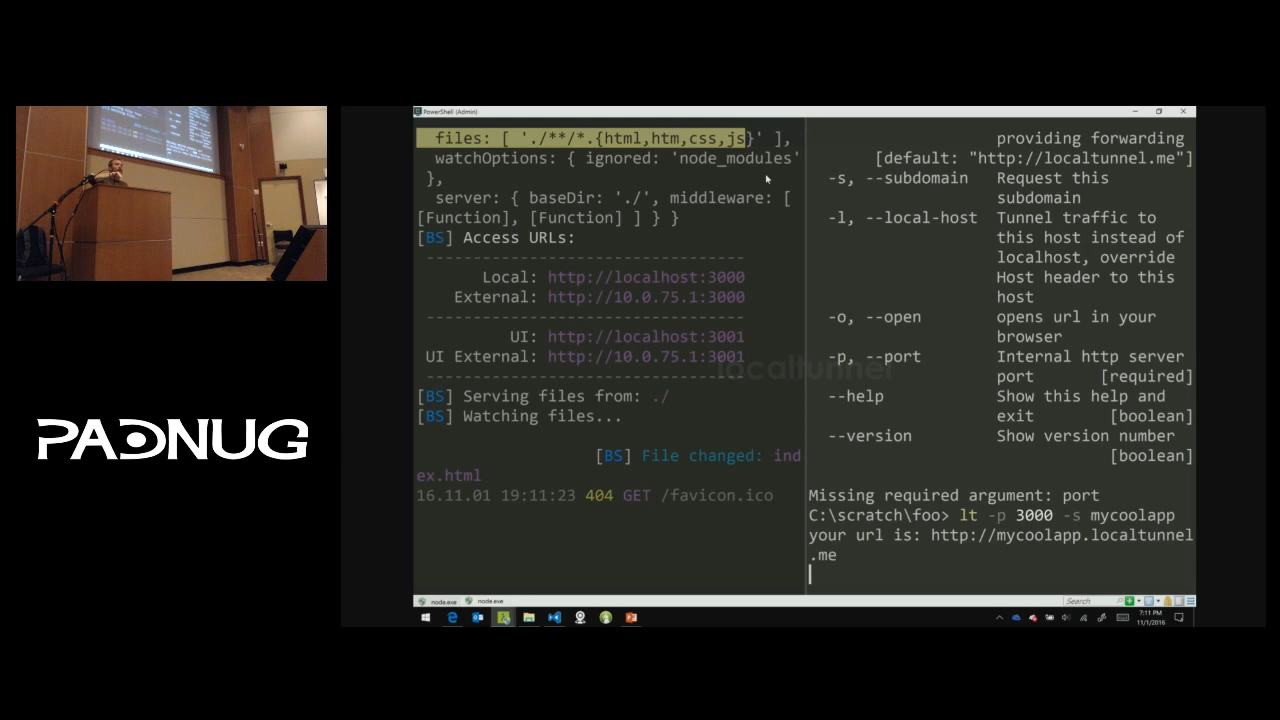 PADNUG
PowerShell (Admin)
files: [ './**/*.{html,htm,css,js}' ],
watchOptions: { ignored: 'node_modules'
},
server: { baseDir: './', middleware: [
[Function], [Function] ] } }
[BS] Access URLs:
-----------------------------------
Local: http://localhost:3000
External: http://10.0.75.1:3000
-----------------------------------
UI: http://localhost:3001
UI External: http://10.0.75.1:3001
-----------------------------------
[BS] Serving files from: ./
[BS] Watching files...
[BS] File changed: ind
ex.html
16.11.01 19:11:23 404 GET /favicon.ico
localtunnel
providing forwarding
[default: "http://localtunnel.me"]
-s, --subdomain Request this
subdomain
-l, --local-host Tunnel traffic to
this host instead of
localhost, override
Host header to this
host
-o, --open opens url in your
browser
-p, --port Internal http server
port [required]
--help Show this help and
exit [boolean]
--version Show version number
[boolean]
Missing required argument: port
C:\scratch\foo> lt -p 3000 -s mycoolapp
your url is: http://mycoolapp.localtunnel
.me
node.exe node.exe
Search
7:11 PM
11/1/2016